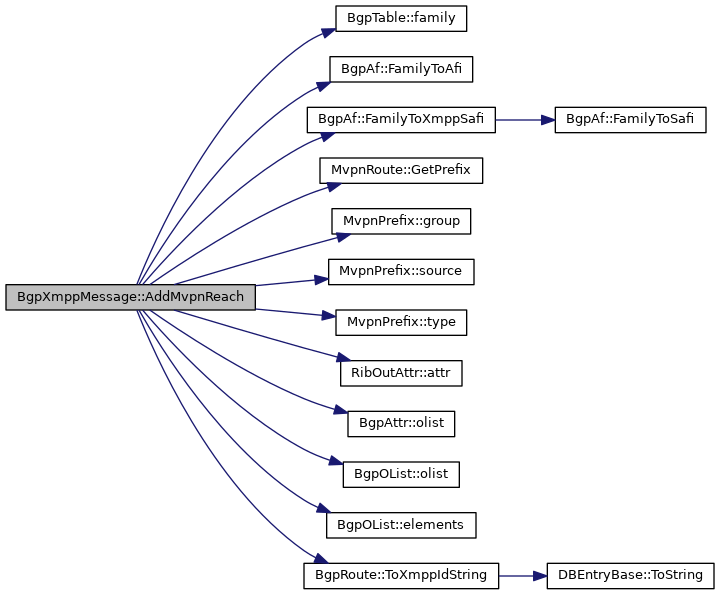 BgpTable::family
BgpAf::FamilyToAfi
BgpAf::FamilyToXmppSafi
BgpAf::FamilyToSafi
MvpnRoute::GetPrefix
MvpnPrefix::group
MvpnPrefix::source
BgpXmppMessage::AddMvpnReach
MvpnPrefix::type
RibOutAttr::attr
BgpAttr::olist
BgpOList::olist
BgpOList::elements
BgpRoute::ToXmppIdString
DBEntryBase::ToString